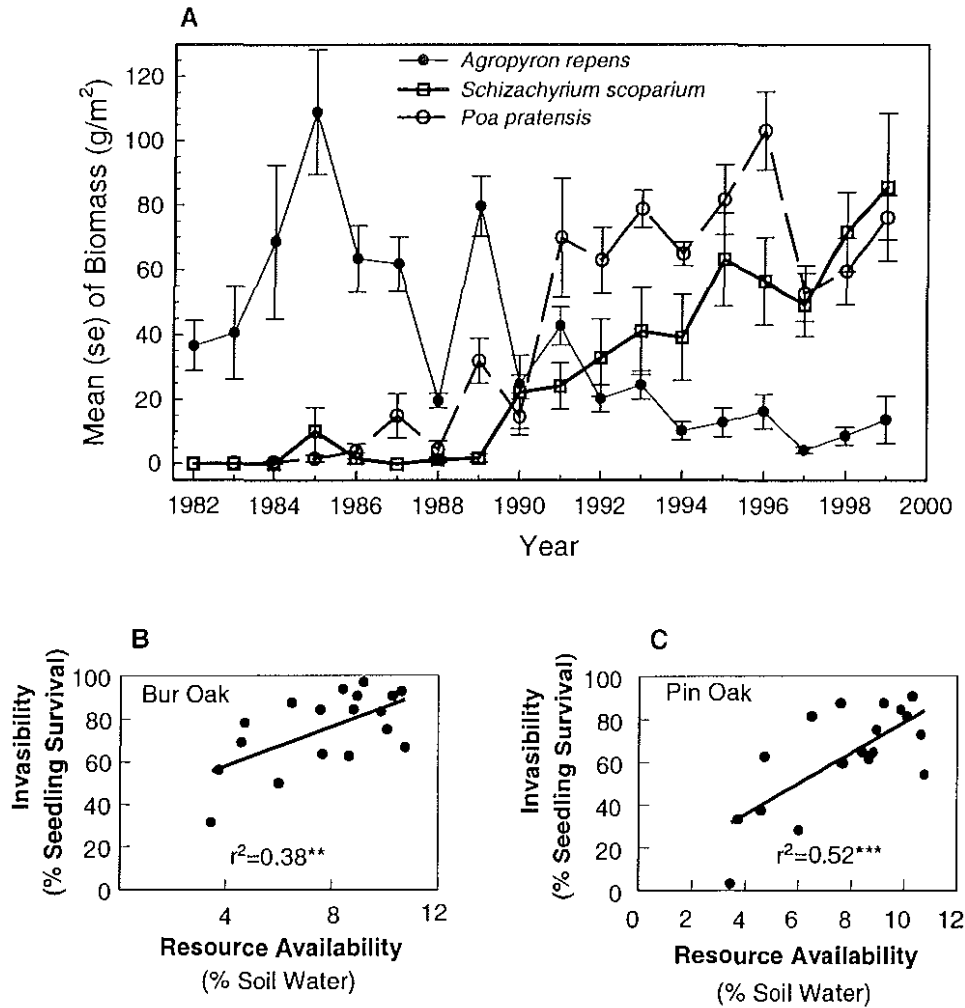 A
Agropyron repens
Schizachyrium scoparium
Poa pratensis
Mean (se) of Biomass (g/m²)
120
100
80
60
40
20
0
1982 1984 1986 1988 1990 1992 1994 1996 1998 2000
Year
B
Bur Oak
Invasibility
(% Seedling Survival)
100
80
60
40
20
0
r²=0.38**
4 8 12
Resource Availability
(% Soil Water)
C
Pin Oak
Invasibility
(% Seedling Survival)
100
80
60
40
20
0
r²=0.52***
0 2 4 6 8 10 12
Resource Availability
(% Soil Water)